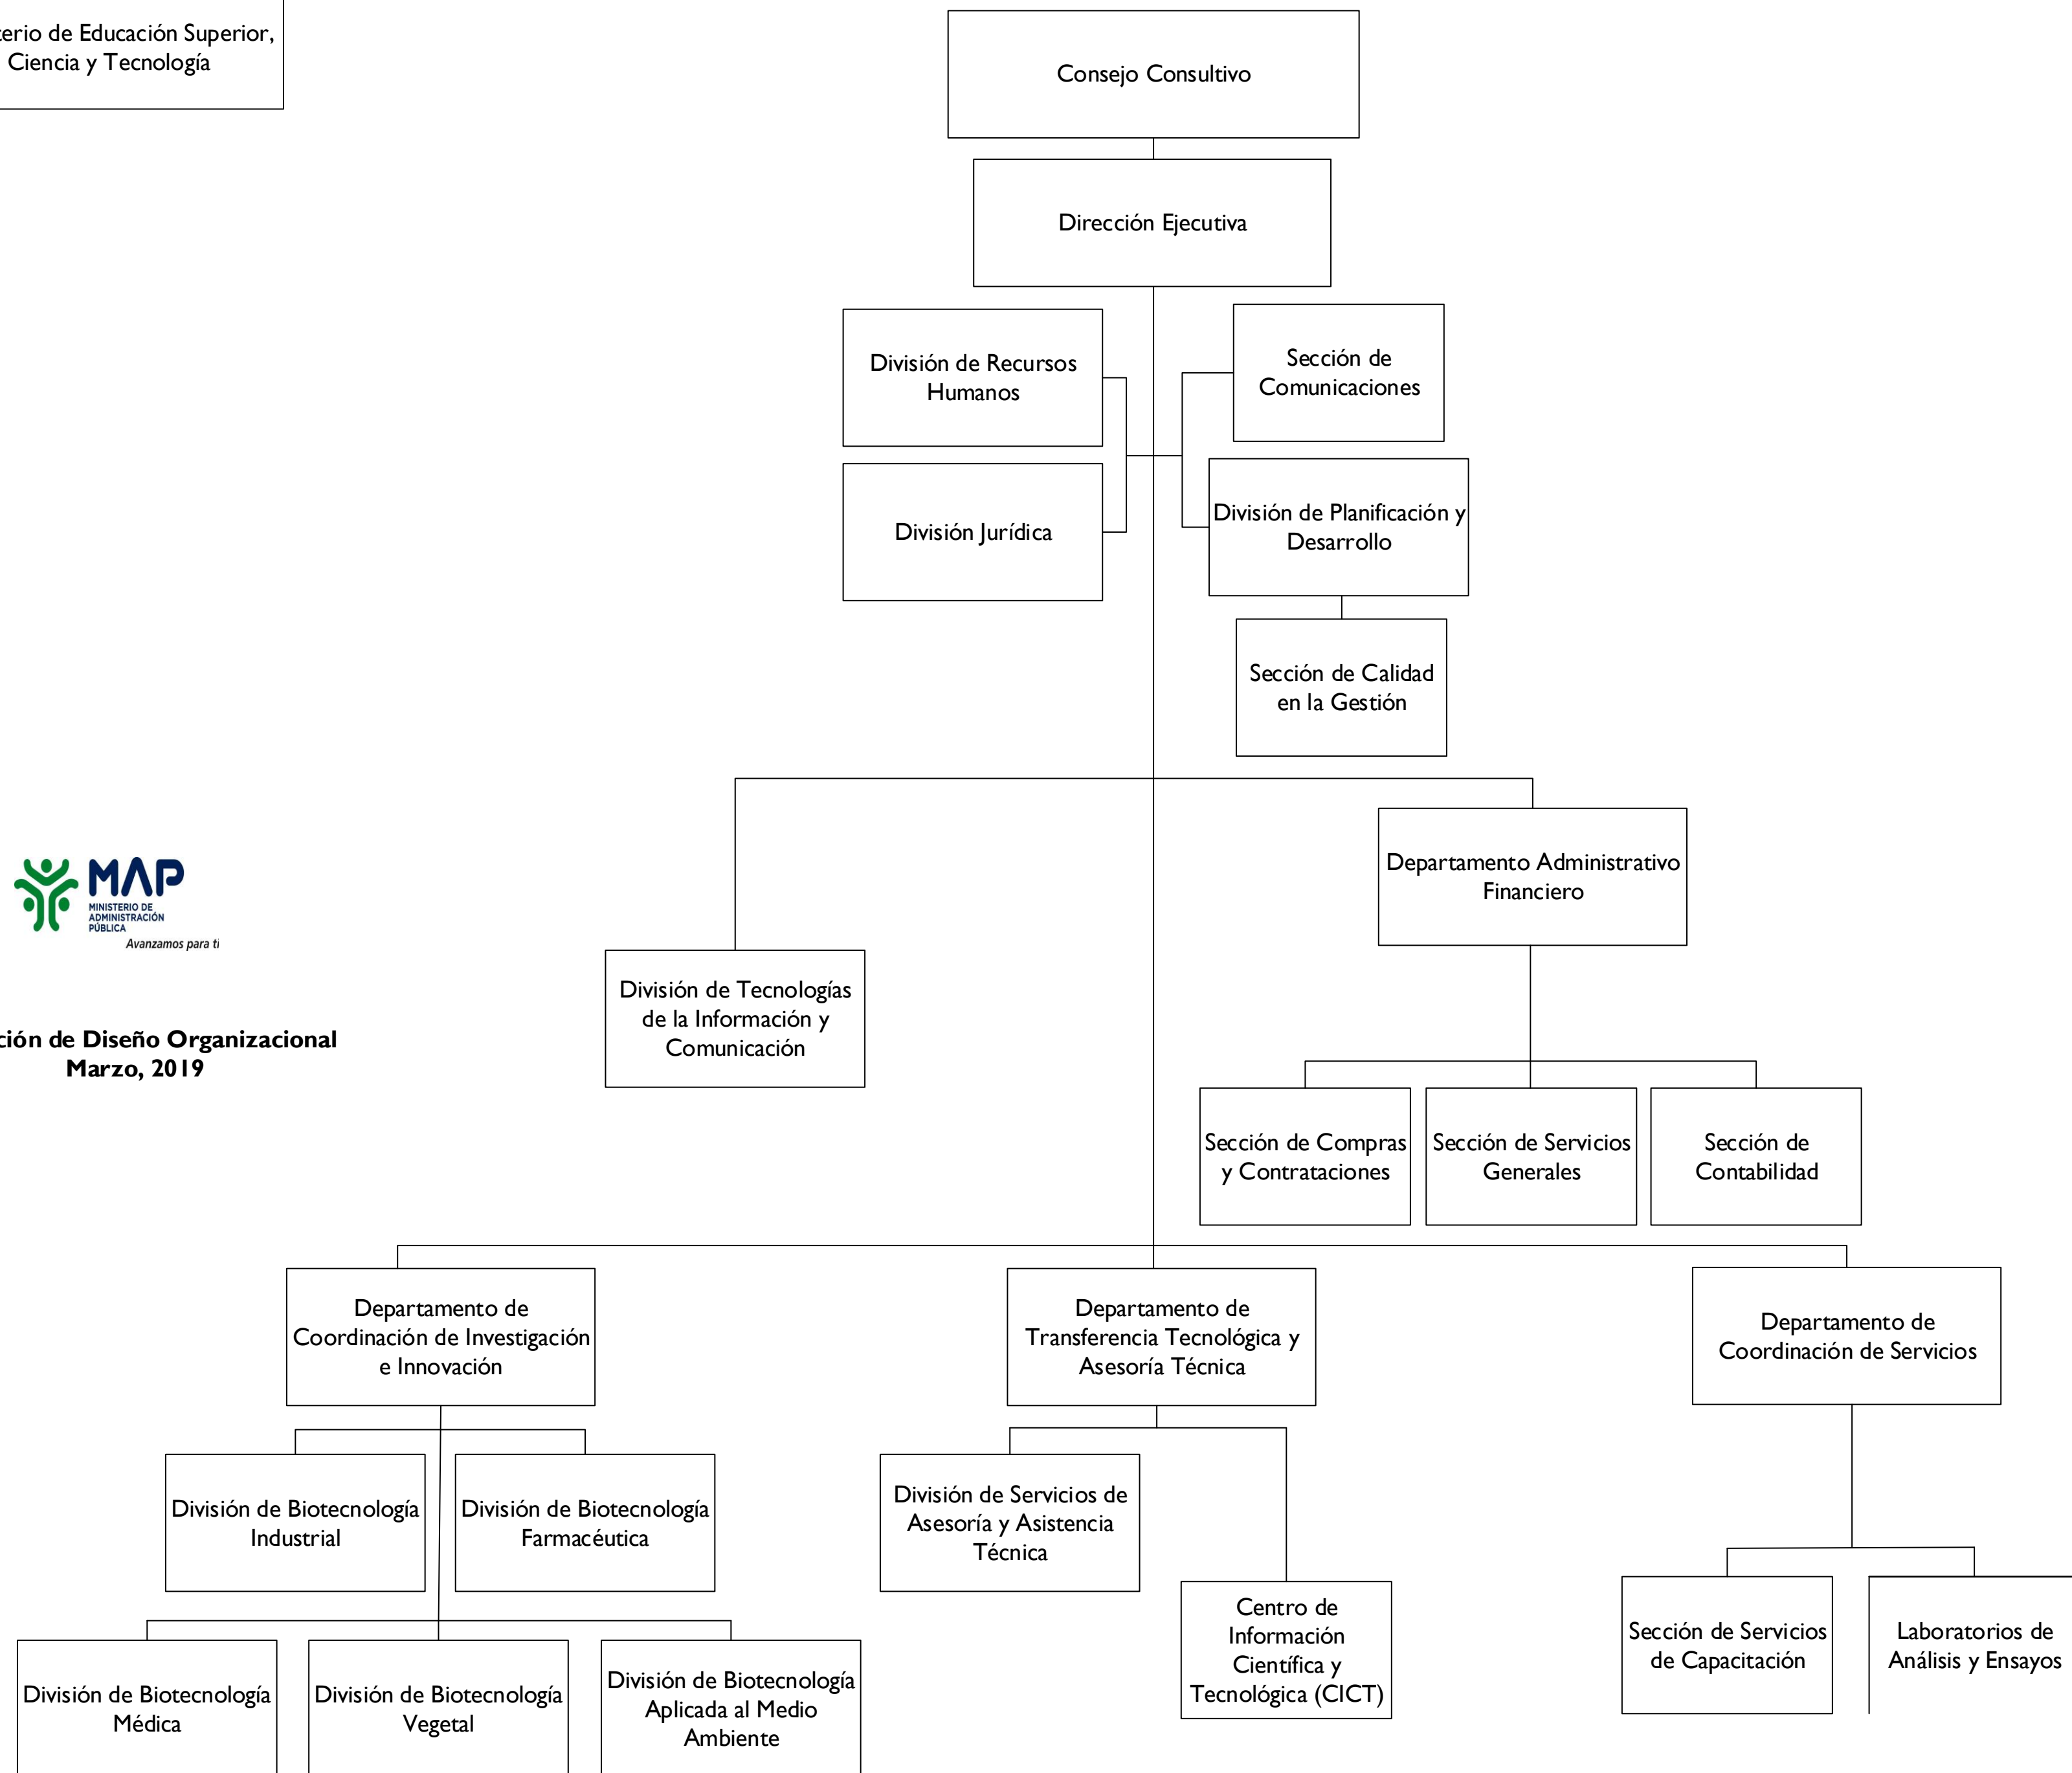 de Educación Superior,
Ciencia y Tecnología
Consejo Consultivo
Dirección Ejecutiva
División de Recursos
Humanos
Sección de
Comunicaciones
División Jurídica
División de Planificación y
Desarrollo
Sección de Calidad
en la Gestión
Departamento Administrativo
Financiero
MAP
MINISTERIO DE
ADMINISTRACIÓN
PÚBLICA
Avanzamos para ti
División de Tecnologías
de la Información y
Comunicación
de Diseño Organizacional
Marzo, 2019
Sección de Compras
y Contrataciones
Sección de Servicios
Generales
Sección de
Contabilidad
Departamento de
Coordinación de Investigación
e Innovación
Departamento de
Transferencia Tecnológica y
Asesoría Técnica
Departamento de
Coordinación de Servicios
División de Biotecnología
Industrial
División de Biotecnología
Farmacéutica
División de Servicios de
Asesoría y Asistencia
Técnica
Centro de
Información
Científica y
Tecnológica (CICT)
Sección de Servicios
de Capacitación
Laboratorios de
Análisis y Ensayos
División de Biotecnología
Médica
División de Biotecnología
Vegetal
División de Biotecnología
Aplicada al Medio
Ambiente